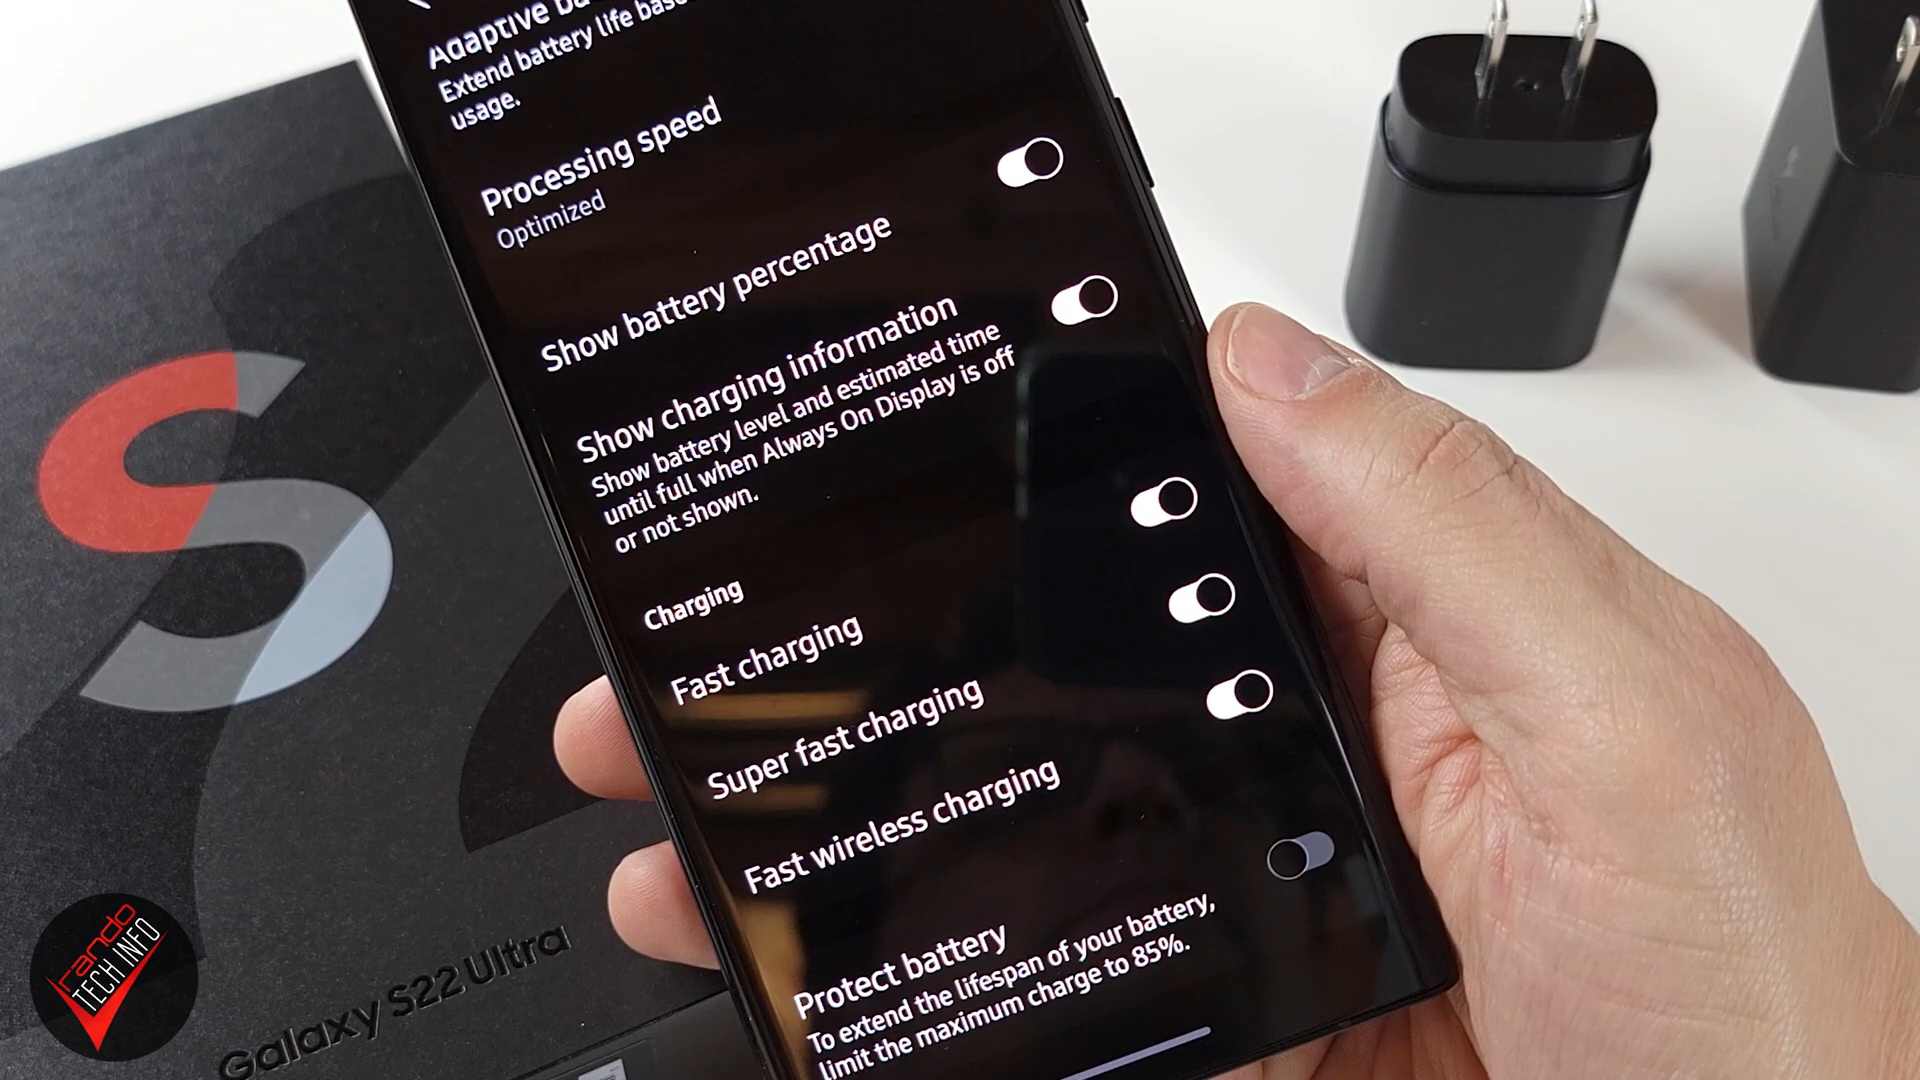 Adaptive ba
Extend battery life base
usage.
Processing speed
Optimized
Show battery percentage
Show charging information
Show battery level and estimated time
until full when Always On Display is off
or not shown.
Charging
Fast charging
Super fast charging
Fast wireless charging
Protect battery
To extend the lifespan of your battery,
limit the maximum charge to 85%.
S
Galaxy S22 Ultra
rando
TECH INFO